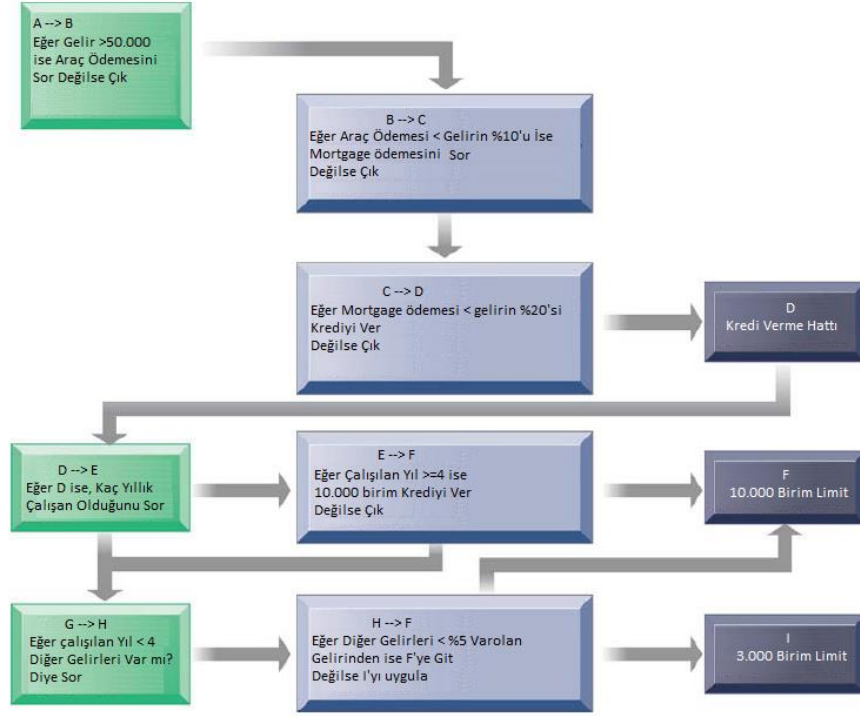 A --> B
Eğer Gelir >50.000
ise Araç Ödemesini
Sor Değilse Çık
B --> C
Eğer Araç Ödemesi < Gelirin %10'u İse
Mortgage ödemesini Sor
Değilse Çık
C --> D
Eğer Mortgage ödemesi < gelirin %20'si
Krediyi Ver
Değilse Çık
D
Kredi Verme Hattı
D --> E
Eğer D ise, Kaç Yıllık
Çalışan Olduğunu Sor
E --> F
Eğer Çalışılan Yıl >=4 ise
10.000 birim Krediyi Ver
Değilse Çık
F
10.000 Birim Limit
G --> H
Eğer çalışılan Yıl < 4
Diğer Gelirleri Var mı?
Diye Sor
H --> F
Eğer Diğer Gelirleri < %5 Varolan
Gelirinden ise F'ye Git
Değilse I'yı uygula
I
3.000 Birim Limit